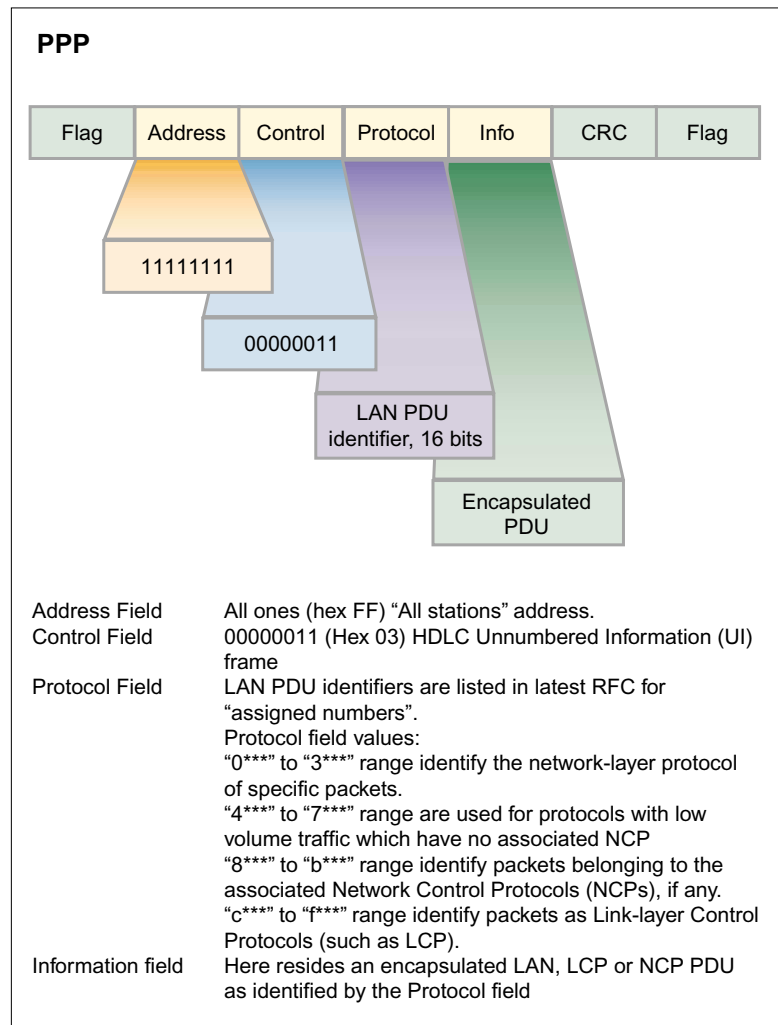 PPP
Flag Address Control Protocol Info CRC Flag
11111111
00000011
LAN PDU
identifier, 16 bits
Encapsulated
PDU
Address Field All ones (hex FF) “All stations” address.
Control Field 00000011 (Hex 03) HDLC Unnumbered Information (UI)
frame
Protocol Field LAN PDU identifiers are listed in latest RFC for
“assigned numbers”.
Protocol field values:
“0***” to “3***” range identify the network-layer protocol
of specific packets.
“4***” to “7***” range are used for protocols with low
volume traffic which have no associated NCP
“8***” to “b***” range identify packets belonging to the
associated Network Control Protocols (NCPs), if any.
“c***” to “f***” range identify packets as Link-layer Control
Protocols (such as LCP).
Information field Here resides an encapsulated LAN, LCP or NCP PDU
as identified by the Protocol field